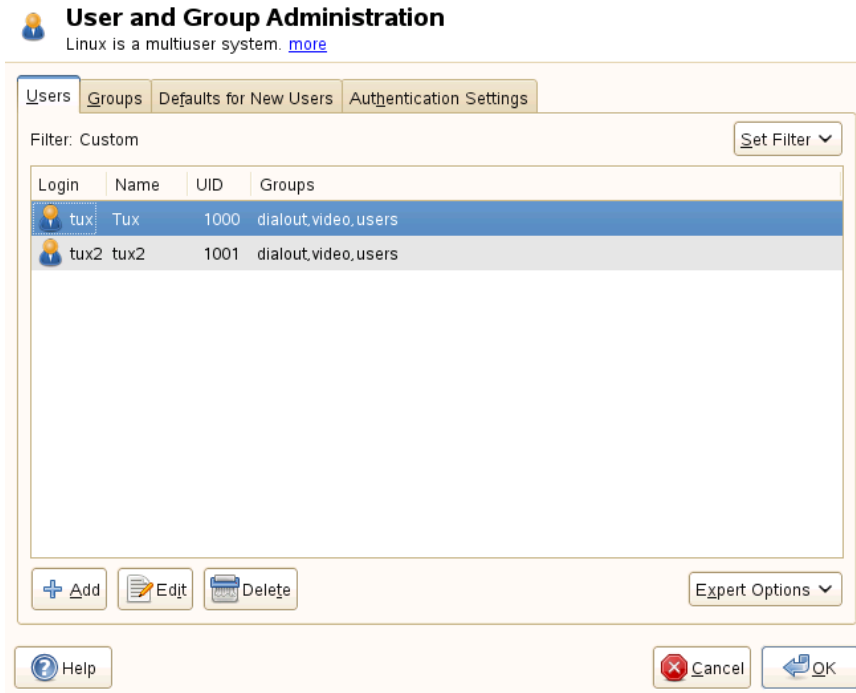 User and Group Administration
Linux is a multiuser system. more
Users Groups Defaults for New Users Authentication Settings
Filter: Custom Set Filter
Login Name UID Groups
tux Tux 1000 dialout,video,users
tux2 tux2 1001 dialout,video,users
Add Edit Delete Expert Options
Help Cancel OK